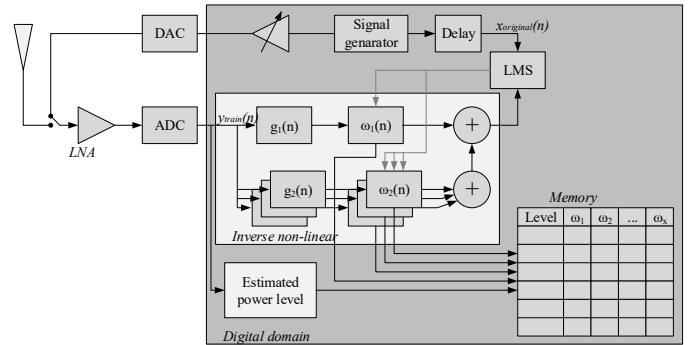 DAC
Signal
genarator
Delay
x_original(n)
LMS
LNA
ADC
y_train(n)
g₁(n)
ω₁(n)
+
g₂(n)
ω₂(n)
+
Inverse non-linear
Memory
Level ω₁ ω₂ ... ωₓ
Estimated
power level
Digital domain